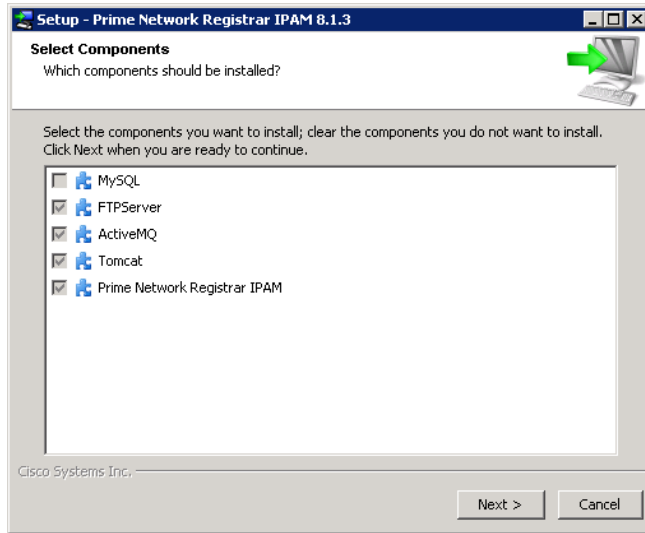 Setup - Prime Network Registrar IPAM 8.1.3
Select Components
Which components should be installed?
Select the components you want to install; clear the components you do not want to install.
Click Next when you are ready to continue.
MySQL
FTPServer
ActiveMQ
Tomcat
Prime Network Registrar IPAM
Cisco Systems Inc.
Next >
Cancel